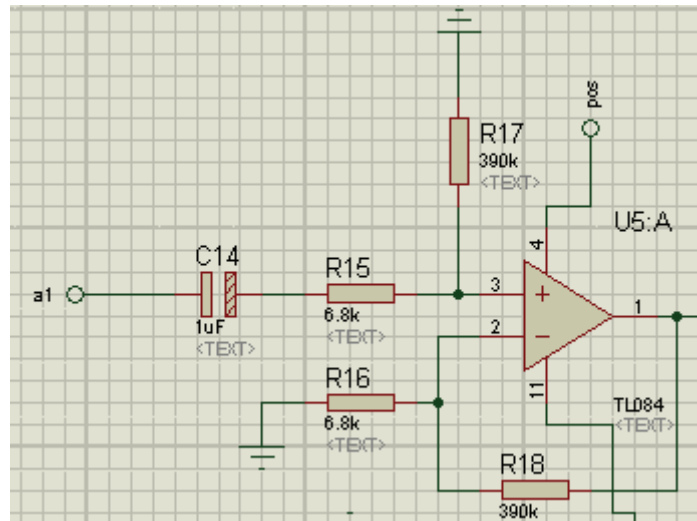 pos
R17
390k
<TEXT>
4
U5:A
C14
R15
a1
3
1
1uF
6.8k
2
<TEXT>
<TEXT>
R16
11
TL084
6.8k
<TEXT>
<TEXT>
R18
390k